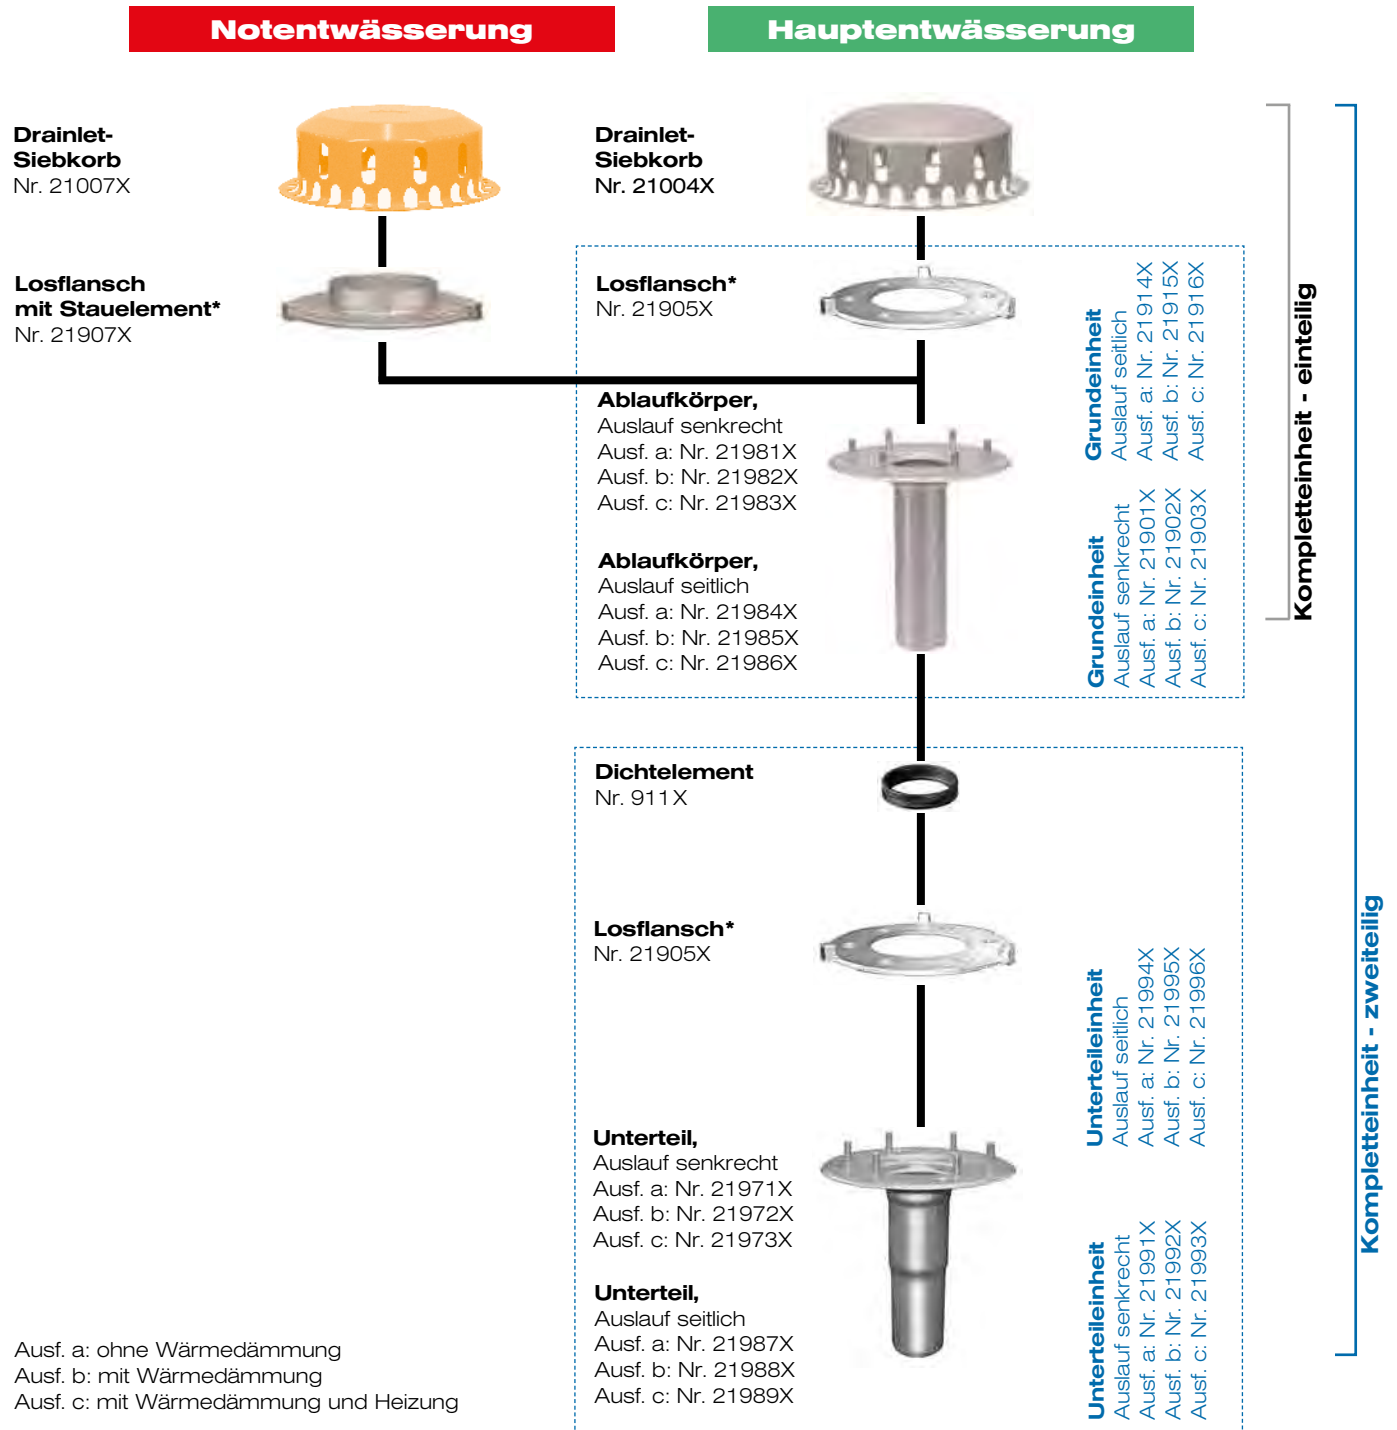 Notentwässerung
Hauptentwässerung
Drainlet-
Siebkorb
Nr. 21007X
Drainlet-
Siebkorb
Nr. 21004X
Losflansch
mit Stauelement*
Nr. 21907X
Losflansch*
Nr. 21905X
Ablaufkörper,
Auslauf senkrecht
Ausf. a: Nr. 21981X
Ausf. b: Nr. 21982X
Ausf. c: Nr. 21983X
Ablaufkörper,
Auslauf seitlich
Ausf. a: Nr. 21984X
Ausf. b: Nr. 21985X
Ausf. c: Nr. 21986X
Grundeinheit
Auslauf seitlich
Ausf. a: Nr. 21914X
Ausf. b: Nr. 21915X
Ausf. c: Nr. 21916X
Grundeinheit
Auslauf senkrecht
Ausf. a: Nr. 21901X
Ausf. b: Nr. 21902X
Ausf. c: Nr. 21903X
Kompletteinheit - einteilig
Dichtelement
Nr. 911X
Losflansch*
Nr. 21905X
Unterteil,
Auslauf senkrecht
Ausf. a: Nr. 21971X
Ausf. b: Nr. 21972X
Ausf. c: Nr. 21973X
Unterteil,
Auslauf seitlich
Ausf. a: Nr. 21987X
Ausf. b: Nr. 21988X
Ausf. c: Nr. 21989X
Unterteileinheit
Auslauf seitlich
Ausf. a: Nr. 21994X
Ausf. b: Nr. 21995X
Ausf. c: Nr. 21996X
Unterteileinheit
Auslauf senkrecht
Ausf. a: Nr. 21991X
Ausf. b: Nr. 21992X
Ausf. c: Nr. 21993X
Kompletteinheit - zweiteilig
Ausf. a: ohne Wärmedämmung
Ausf. b: mit Wärmedämmung
Ausf. c: mit Wärmedämmung und Heizung